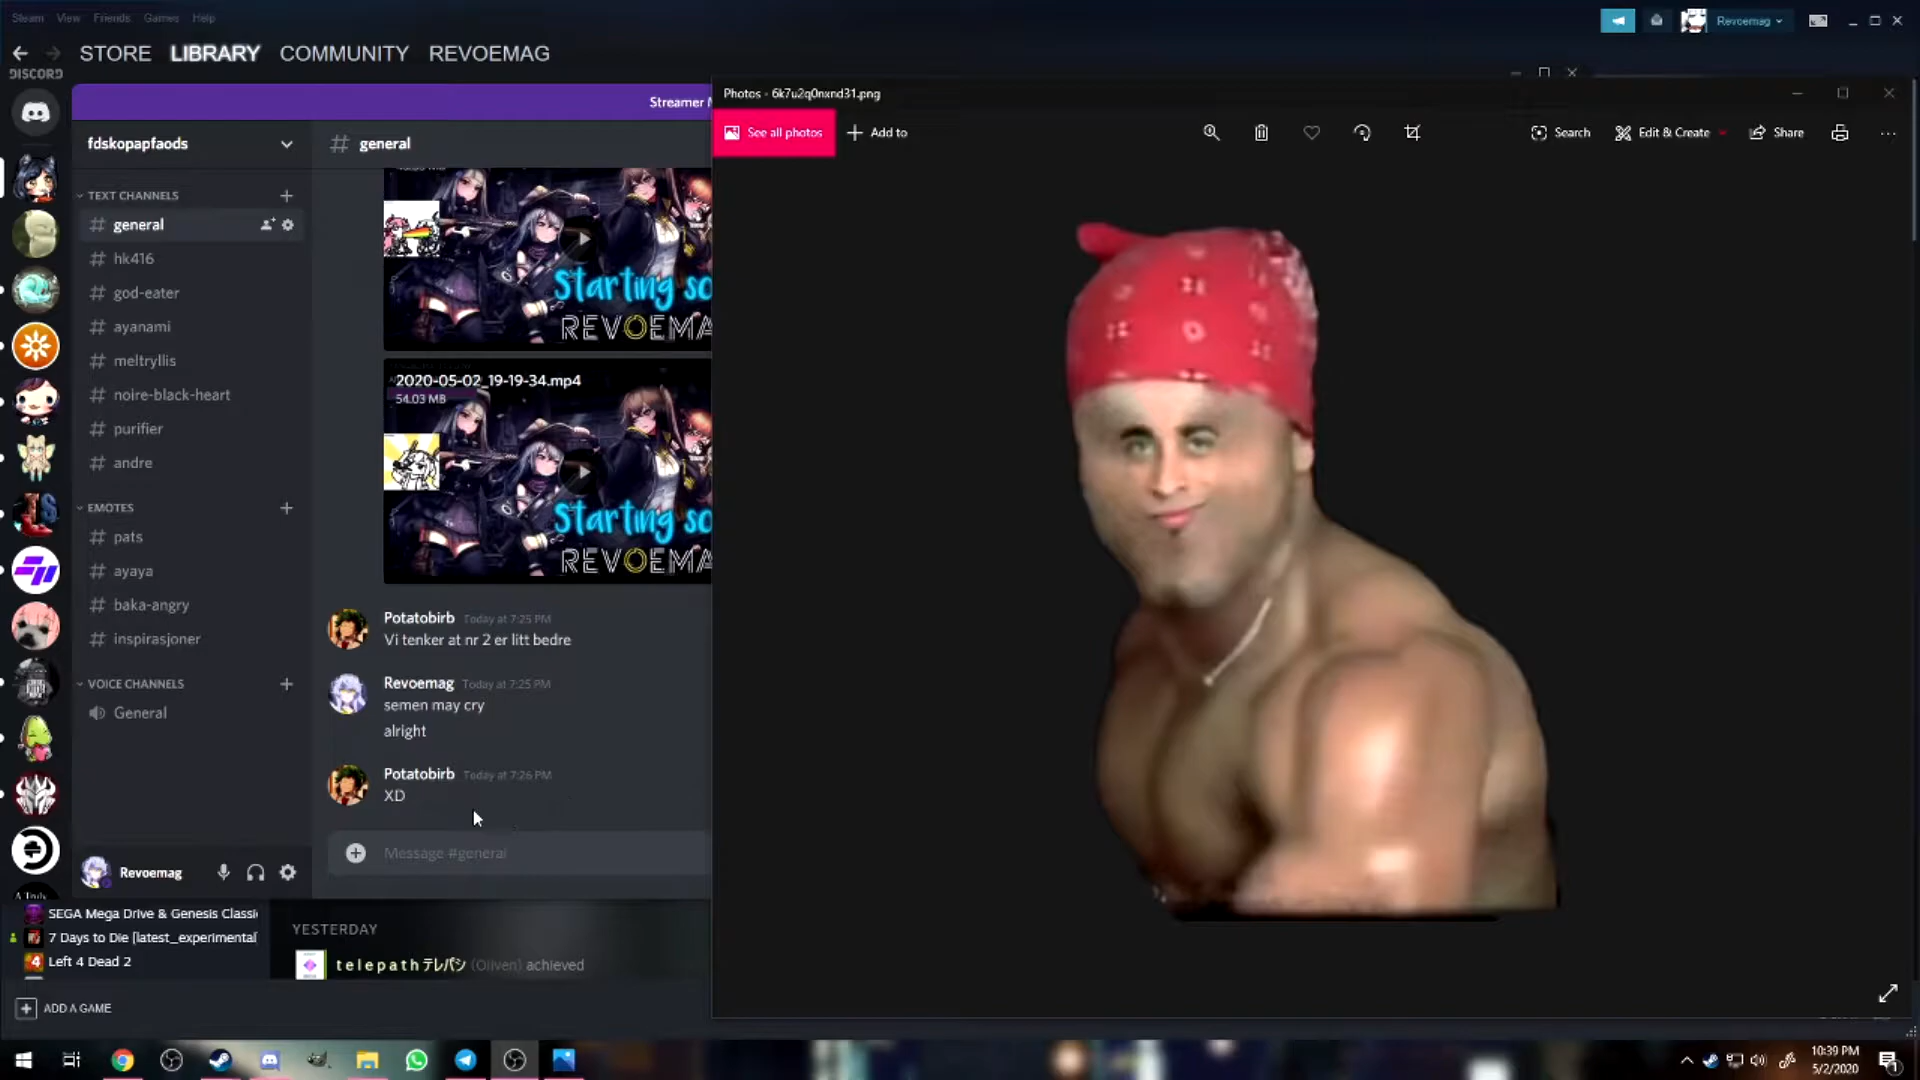 Steam View Friends Games Help
Revoemag
STORE LIBRARY COMMUNITY REVOEMAG
DISCORD
Streamer
Photos - 6k7u2q0nxnd31.png
fdskopapfaods
general
See all photos
Add to
Search
Edit & Create
Share
TEXT CHANNELS
general
hk416
god-eater
ayanami
meltryllis
noire-black-heart
purifier
andre
EMOTES
pats
ayaya
baka-angry
inspirasjoner
VOICE CHANNELS
General
Starting so
REVOEMA
2020-05-02_19-19-34.mp4
54.03 MB
Starting so
REVOEMA
Potatobirb Today at 7:25 PM
Vi tenker at nr 2 er litt bedre
Revoemag Today at 7:25 PM
semen may cry
alright
Potatobirb Today at 7:26 PM
XD
Message #general
Revoemag
SEGA Mega Drive & Genesis Classi
7 Days to Die [latest_experimental]
Left 4 Dead 2
YESTERDAY
telepathテレパシ (Oliven) achieved
ADD A GAME
10:39 PM
5/2/2020